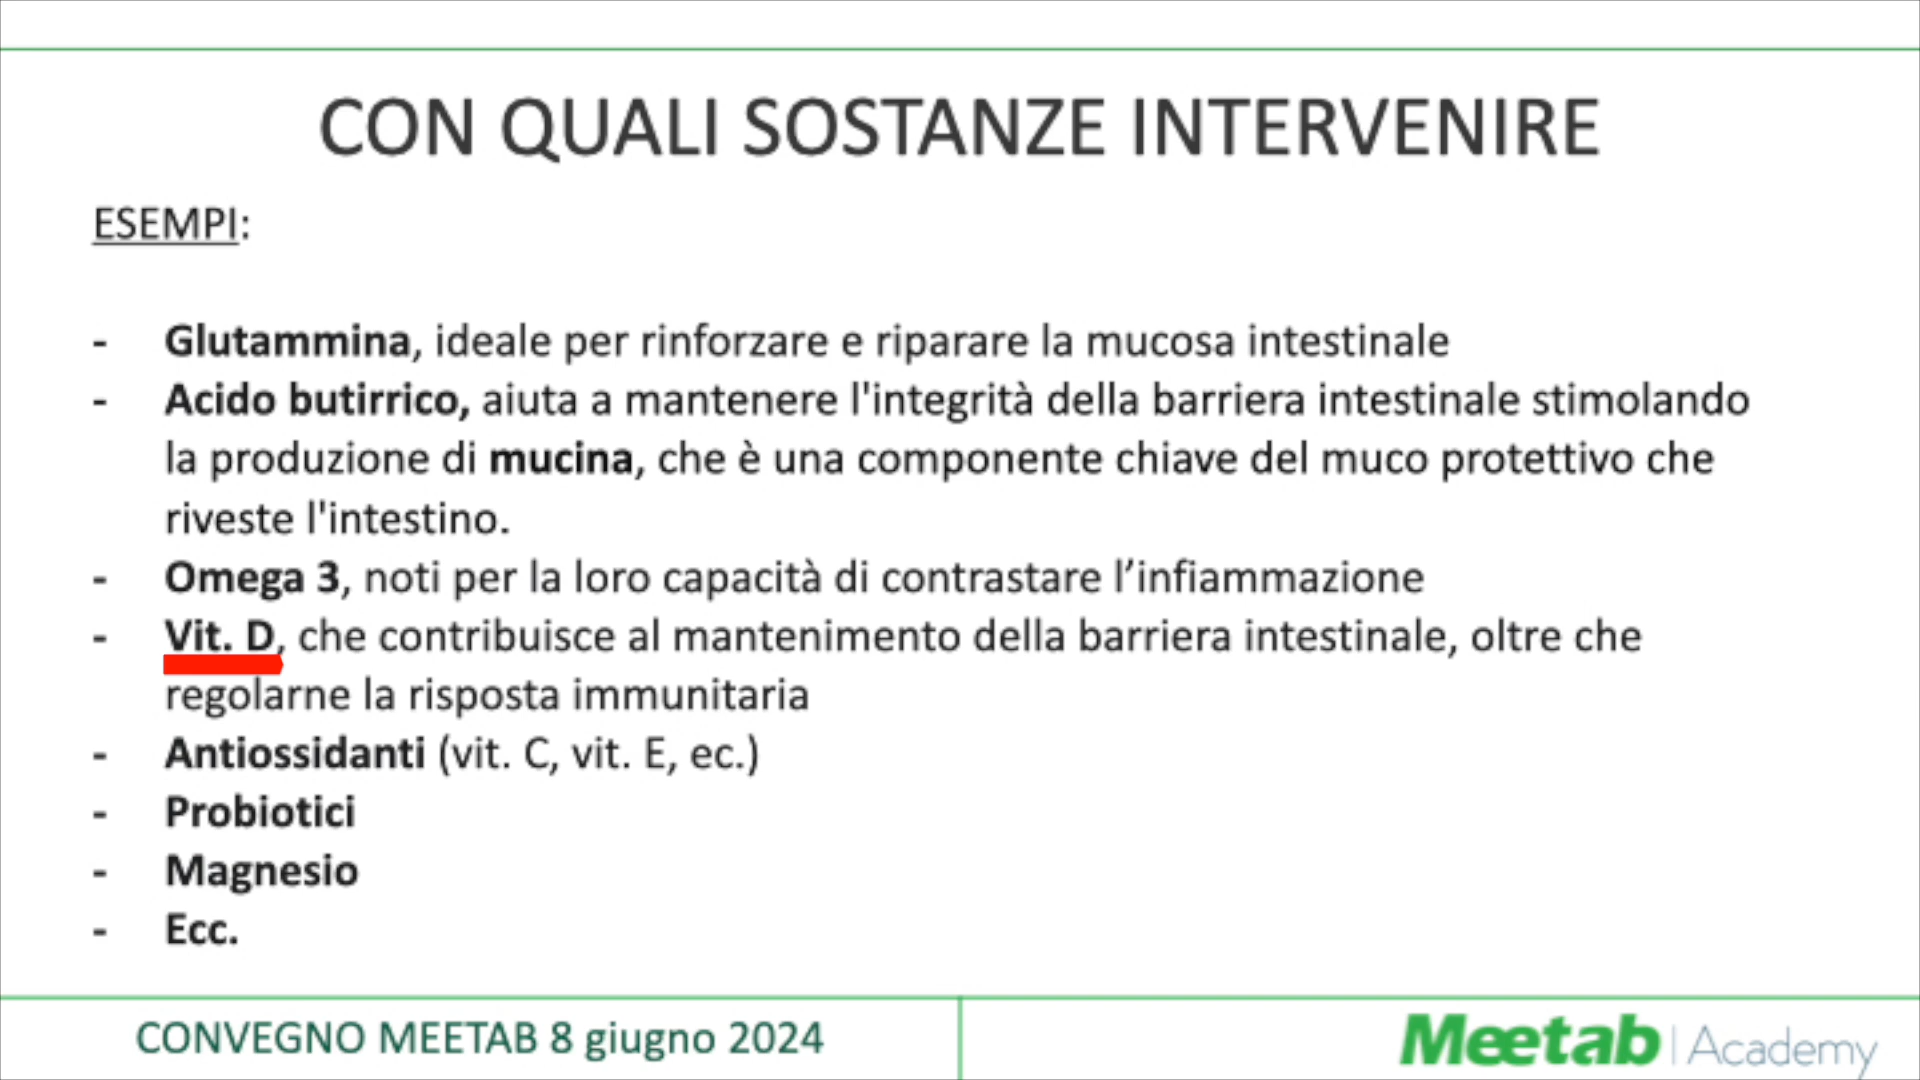 CON QUALI SOSTANZE INTERVENIRE
ESEMPI:
- Glutammina, ideale per rinforzare e riparare la mucosa intestinale
- Acido butirrico, aiuta a mantenere l'integrità della barriera intestinale stimolando
la produzione di mucina, che è una componente chiave del muco protettivo che
riveste l'intestino.
- Omega 3, noti per la loro capacità di contrastare l’infiammazione
- Vit. D, che contribuisce al mantenimento della barriera intestinale, oltre che
regolarne la risposta immunitaria
- Antiossidanti (vit. C, vit. E, ec.)
- Probiotici
- Magnesio
- Ecc.
CONVEGNO MEETAB 8 giugno 2024
Meetab | Academy